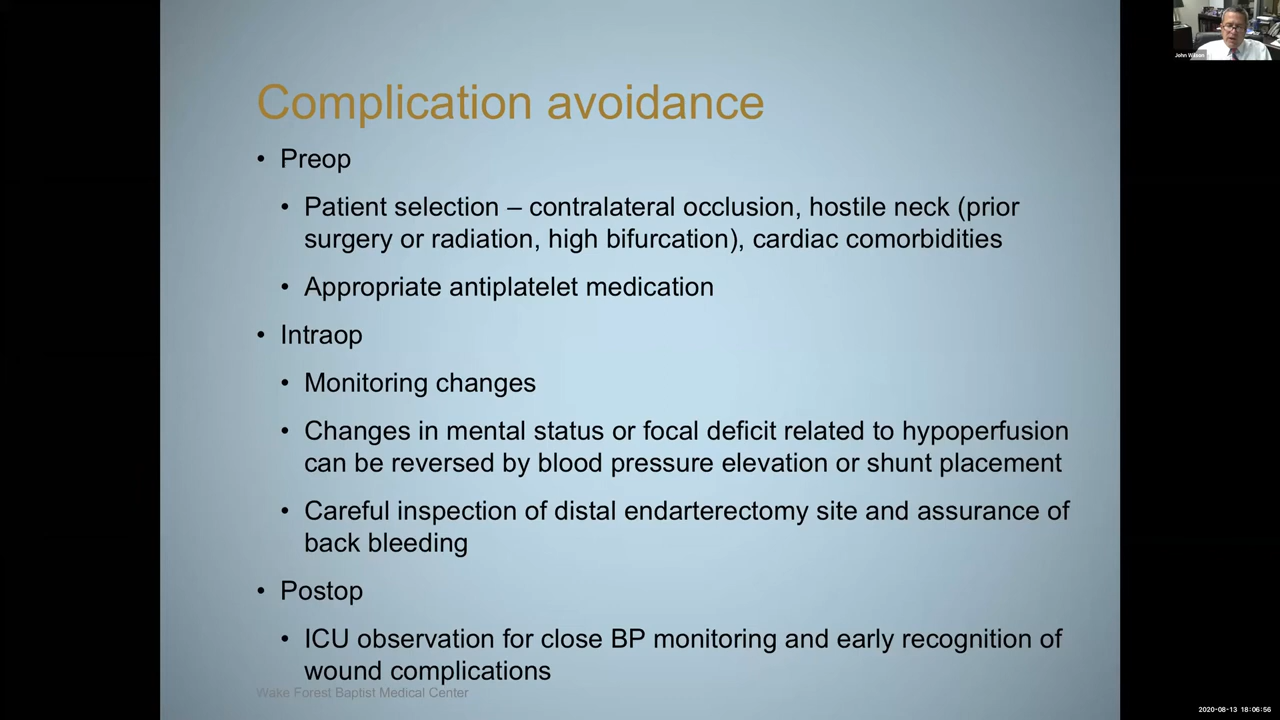 Complication avoidance
• Preop
• Patient selection – contralateral occlusion, hostile neck (prior
surgery or radiation, high bifurcation), cardiac comorbidities
• Appropriate antiplatelet medication
• Intraop
• Monitoring changes
• Changes in mental status or focal deficit related to hypoperfusion
can be reversed by blood pressure elevation or shunt placement
• Careful inspection of distal endarterectomy site and assurance of
back bleeding
• Postop
• ICU observation for close BP monitoring and early recognition of
wound complications
Wake Forest Baptist Medical Center
John Wilson
2020-08-13 18:06:56